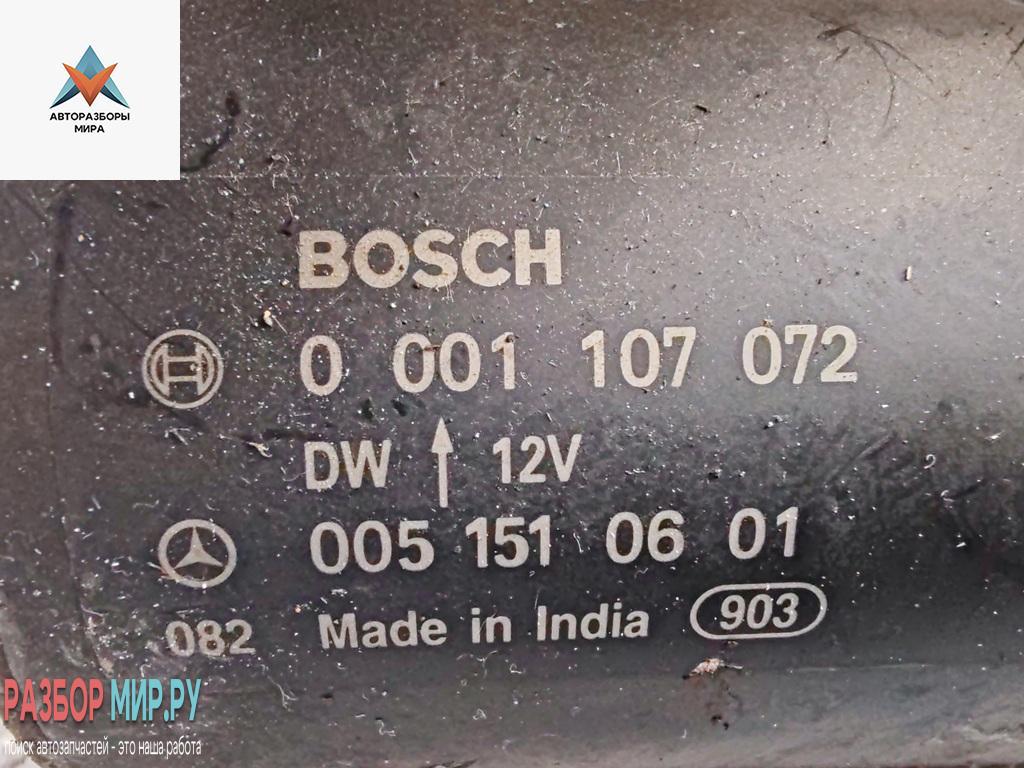 АВТОРАЗБОРЫ
МИРА
BOSCH
0 001 107 072
DW 12V
005 151 06 01
082 Made in India 903
РАЗБОР МИР.РУ
поиск автозапчастей - это наша работа